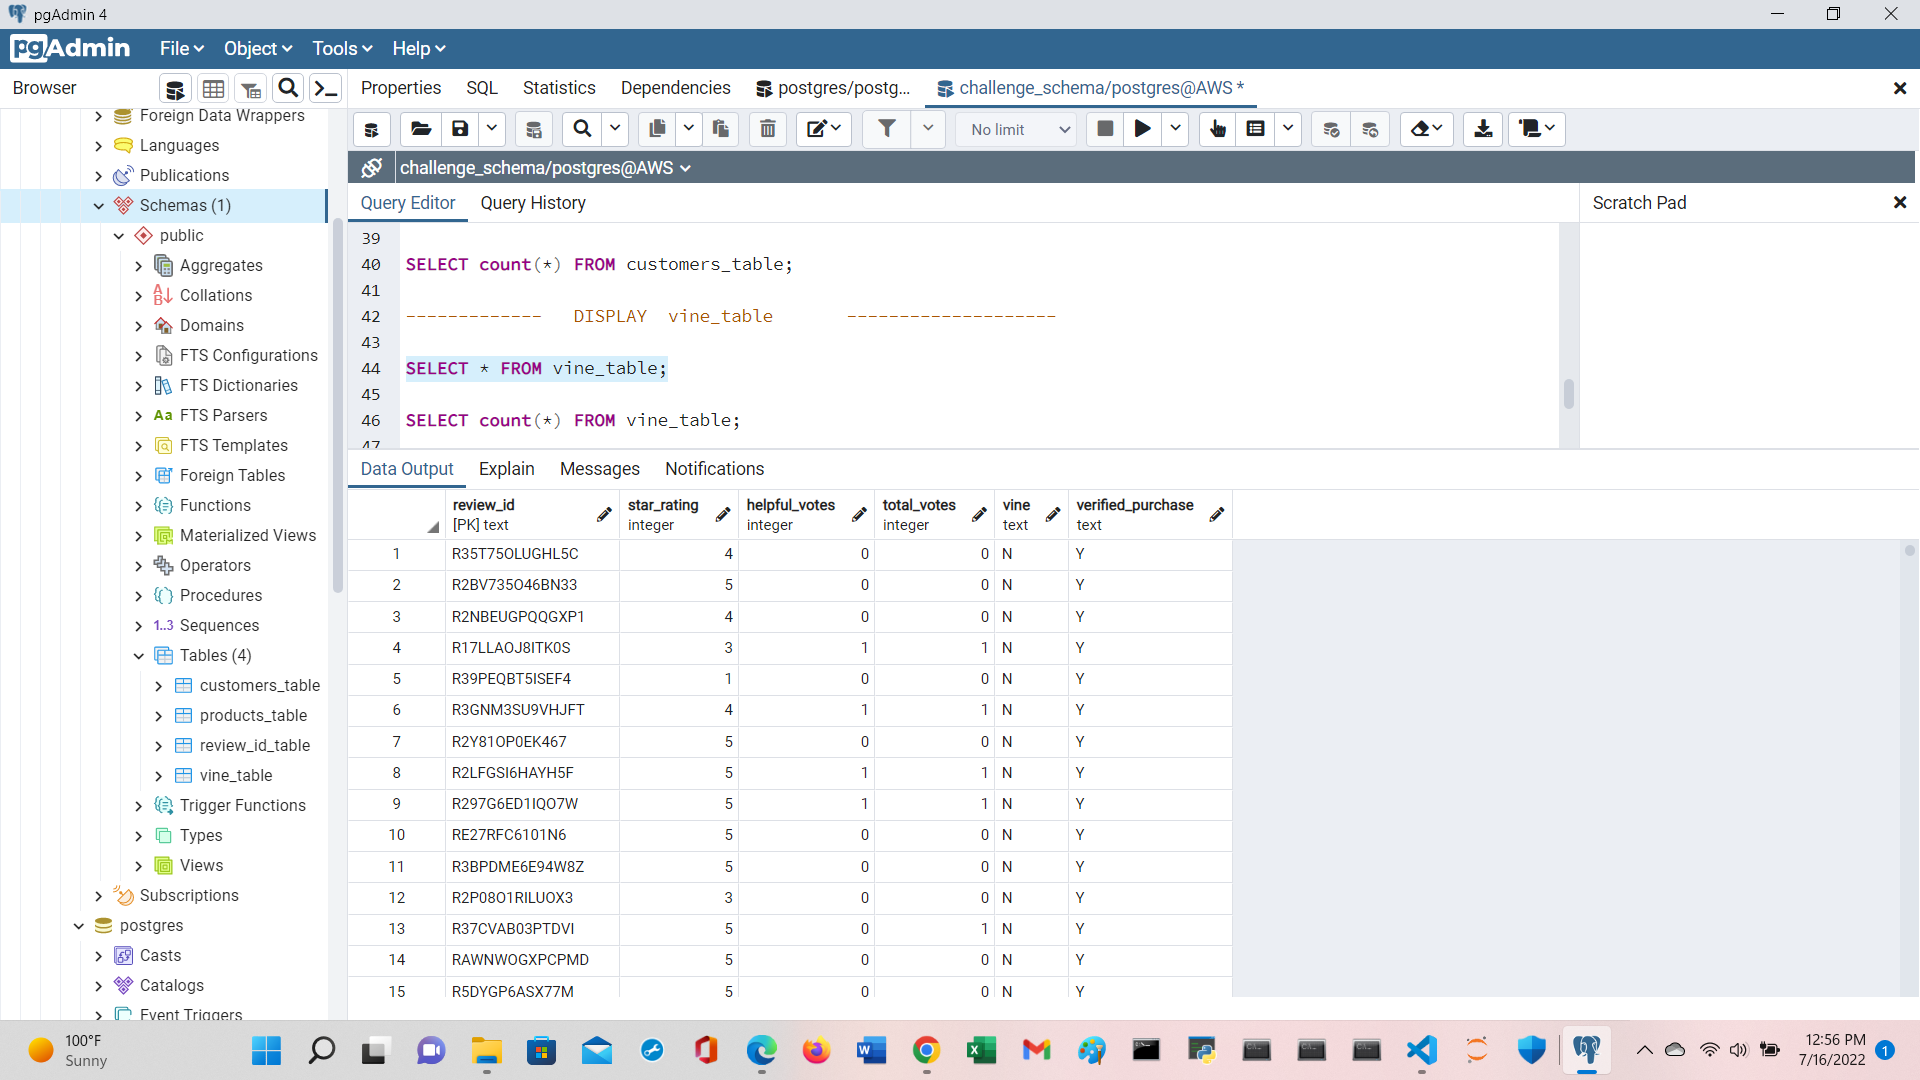 pgAdmin 4
pgAdmin File Object Tools Help
Browser
Properties SQL Statistics Dependencies postgres/postg... challenge_schema/postgres@AWS *
No limit
challenge_schema/postgres@AWS
Query Editor Query History
Scratch Pad
Foreign Data Wrappers
Languages
Publications
Schemas (1)
public
Aggregates
Collations
Domains
FTS Configurations
FTS Dictionaries
Aa FTS Parsers
FTS Templates
Foreign Tables
Functions
Materialized Views
Operators
Procedures
1..3 Sequences
Tables (4)
customers_table
products_table
review_id_table
vine_table
Trigger Functions
Types
Views
Subscriptions
postgres
Casts
Catalogs
Event Triggers
39
40 SELECT count(*) FROM customers_table;
41
42 ------------- DISPLAY vine_table --------------------
43
44 SELECT * FROM vine_table;
45
46 SELECT count(*) FROM vine_table;
47
Data Output Explain Messages Notifications
review_id star_rating helpful_votes total_votes vine verified_purchase
[PK] text integer integer integer text text
1 R35T75OLUGHL5C 4 0 0 N Y
2 R2BV735O46BN33 5 0 0 N Y
3 R2NBEUGPQQGXP1 4 0 0 N Y
4 R17LLAOJ8ITK0S 3 1 1 N Y
5 R39PEQBT5ISEF4 1 0 0 N Y
6 R3GNM3SU9VHJFT 4 1 1 N Y
7 R2Y81OP0EK467 5 0 0 N Y
8 R2LFGSI6HAYH5F 5 1 1 N Y
9 R297G6ED1IQO7W 5 1 1 N Y
10 RE27RFC6101N6 5 0 0 N Y
11 R3BPDME6E94W8Z 5 0 0 N Y
12 R2P08O1RILUOX3 3 0 0 N Y
13 R37CVAB03PTDVI 5 0 1 N Y
14 RAWNWOGXPCPMD 5 0 0 N Y
15 R5DYGP6ASX77M 5 0 0 N Y
100°F
Sunny
12:56 PM
7/16/2022
1